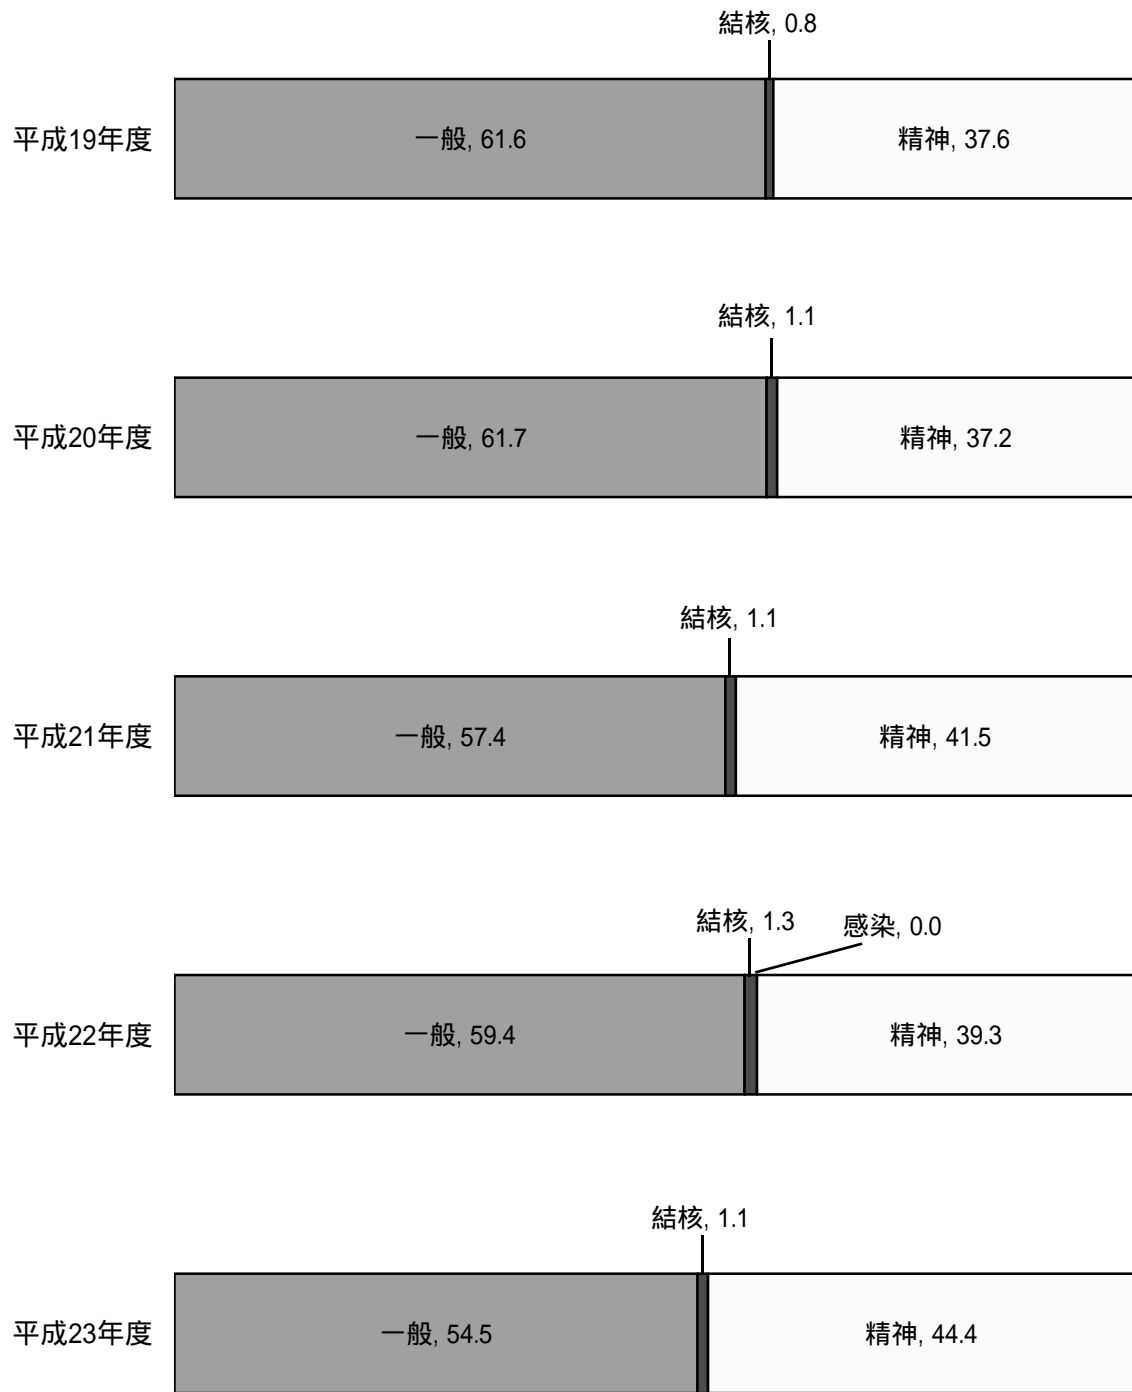 結核, 0.8
平成19年度 一般, 61.6 精神, 37.6
結核, 1.1
平成20年度 一般, 61.7 精神, 37.2
結核, 1.1
平成21年度 一般, 57.4 精神, 41.5
結核, 1.3 感染, 0.0
平成22年度 一般, 59.4 精神, 39.3
結核, 1.1
平成23年度 一般, 54.5 精神, 44.4